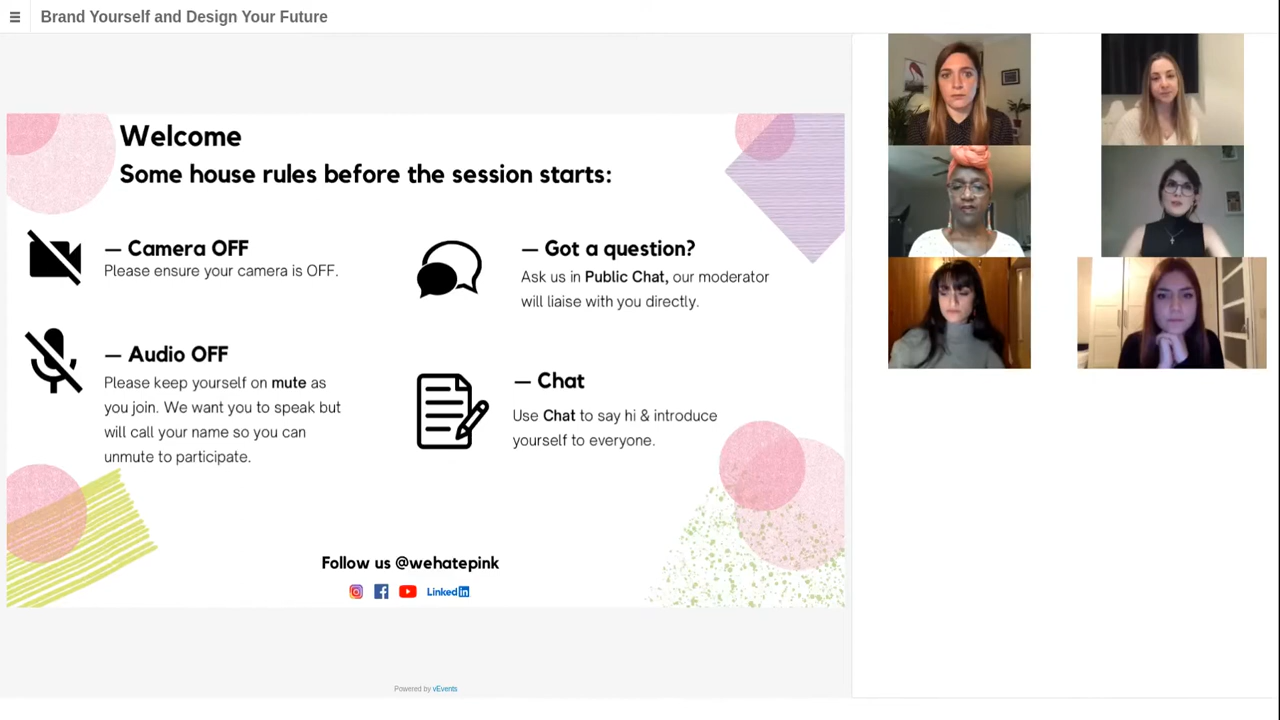 Brand Yourself and Design Your Future
Welcome
Some house rules before the session starts:
— Camera OFF
Please ensure your camera is OFF.
— Audio OFF
Please keep yourself on mute as
you join. We want you to speak but
will call your name so you can
unmute to participate.
— Got a question?
Ask us in Public Chat, our moderator
will liaise with you directly.
— Chat
Use Chat to say hi & introduce
yourself to everyone.
Follow us @wehatepink
Linked in
Powered by vEvents